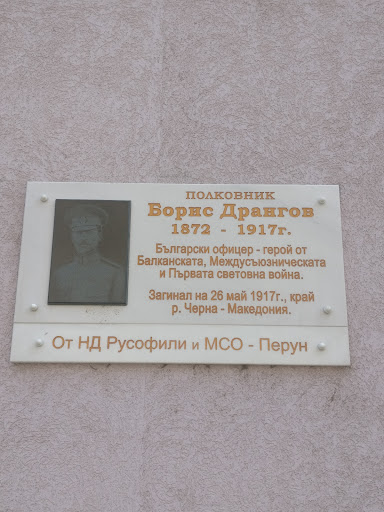 ПОЛКОВНИК
Борис Дрангов
1872 - 1917г.
Български офицер - герой от
Балканската, Междусъюзническата
и Първата световна война.
Загинал на 26 май 1917г., край
р. Черна - Македония.
От НД Русофили и МСО - Перун